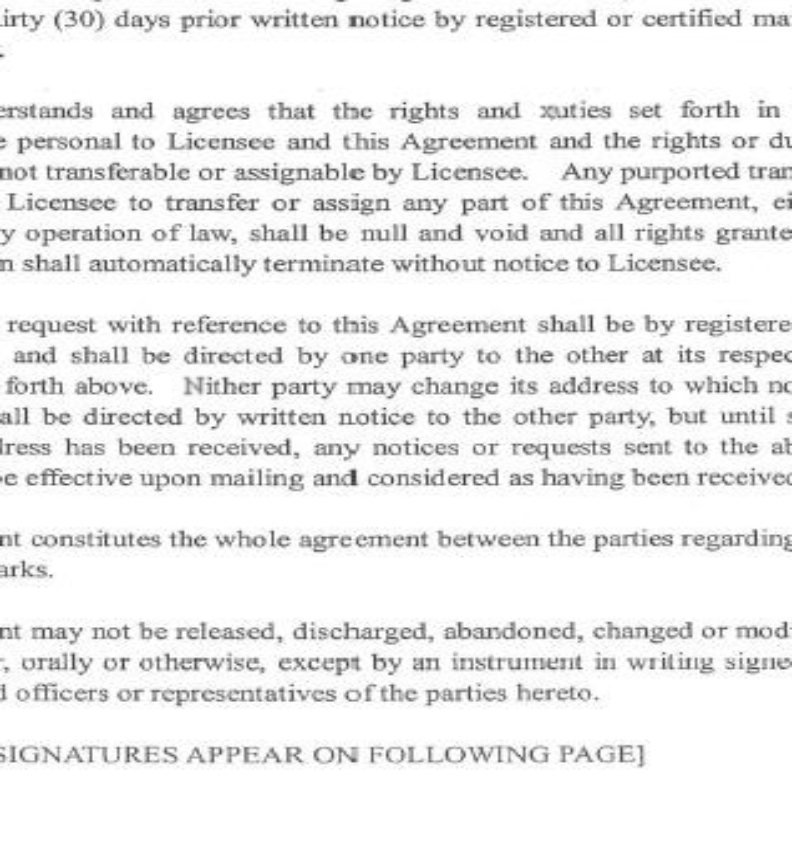 irty (30) days prior written notice by registered or certified ma
.
erstands and agrees that the rights and xuties set forth in
e personal to Licensee and this Agreement and the rights or du
not transferable or assignable by Licensee. Any purported tran
Licensee to transfer or assign any part of this Agreement, ei
y operation of law, shall be null and void and all rights grante
n shall automatically terminate without notice to Licensee.
request with reference to this Agreement shall be by registere
and shall be directed by one party to the other at its respec
forth above. Nither party may change its address to which no
all be directed by written notice to the other party, but until s
dress has been received, any notices or requests sent to the ab
be effective upon mailing and considered as having been received
nt constitutes the whole agreement between the parties regarding
arks.
nt may not be released, discharged, abandoned, changed or modi
r, orally or otherwise, except by an instrument in writing signed
d officers or representatives of the parties hereto.
SIGNATURES APPEAR ON FOLLOWING PAGE]